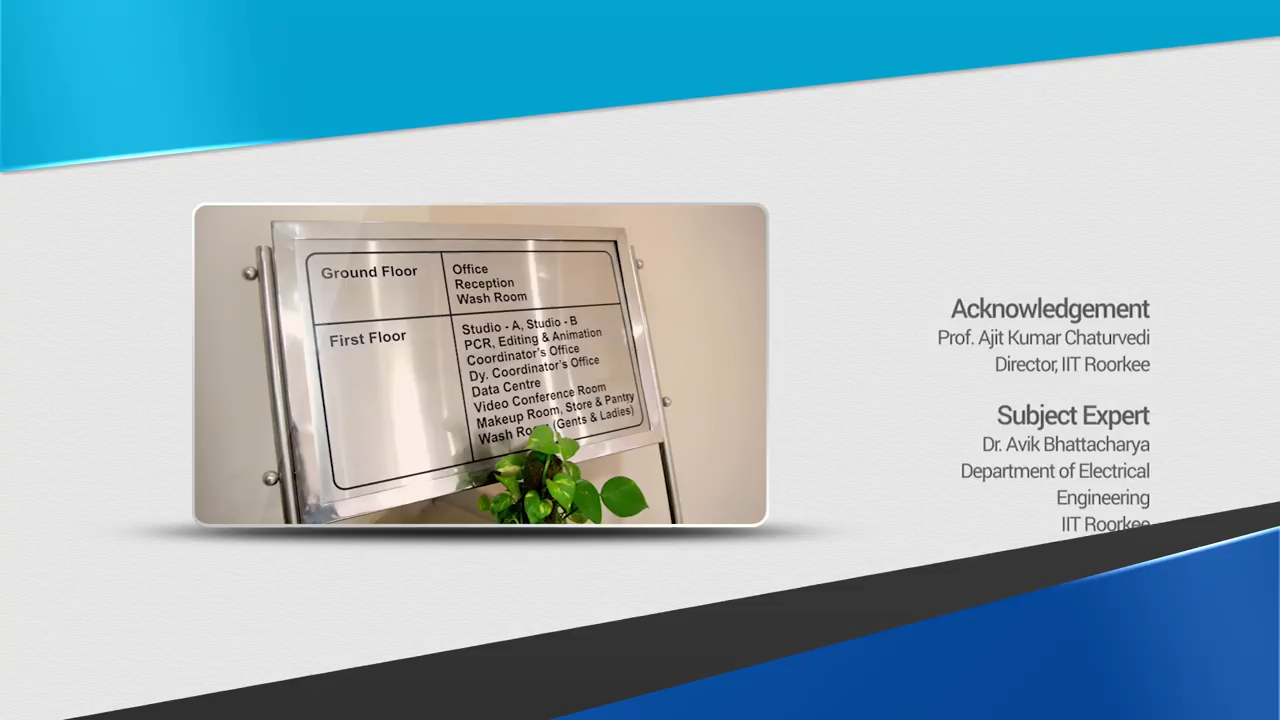 Ground Floor
Office
Reception
Wash Room
First Floor
Studio - A, Studio - B
PCR, Editing & Animation
Coordinator's Office
Dy. Coordinator's Office
Data Centre
Video Conference Room
Makeup Room, Store & Pantry
Wash Room (Gents & Ladies)
Acknowledgement
Prof. Ajit Kumar Chaturvedi
Director, IIT Roorkee
Subject Expert
Dr. Avik Bhattacharya
Department of Electrical
Engineering
IIT Roorkee